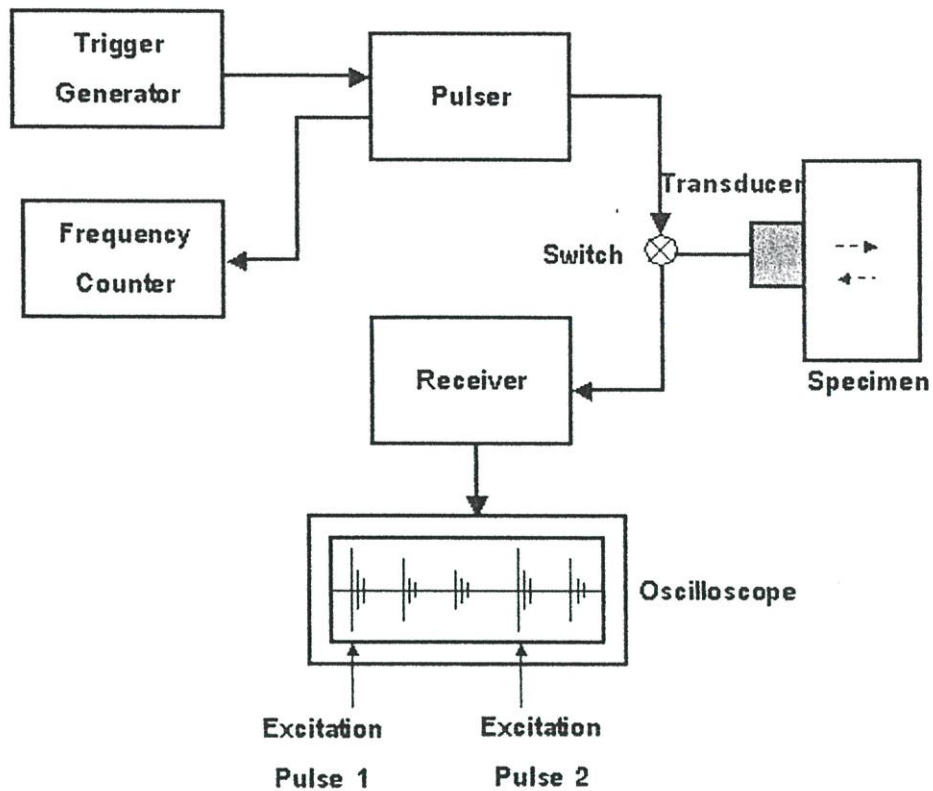 Trigger
Generator
Pulser
Frequency
Counter
Transducer
Switch
Receiver
Specimen
Oscilloscope
Excitation
Pulse 1
Excitation
Pulse 2